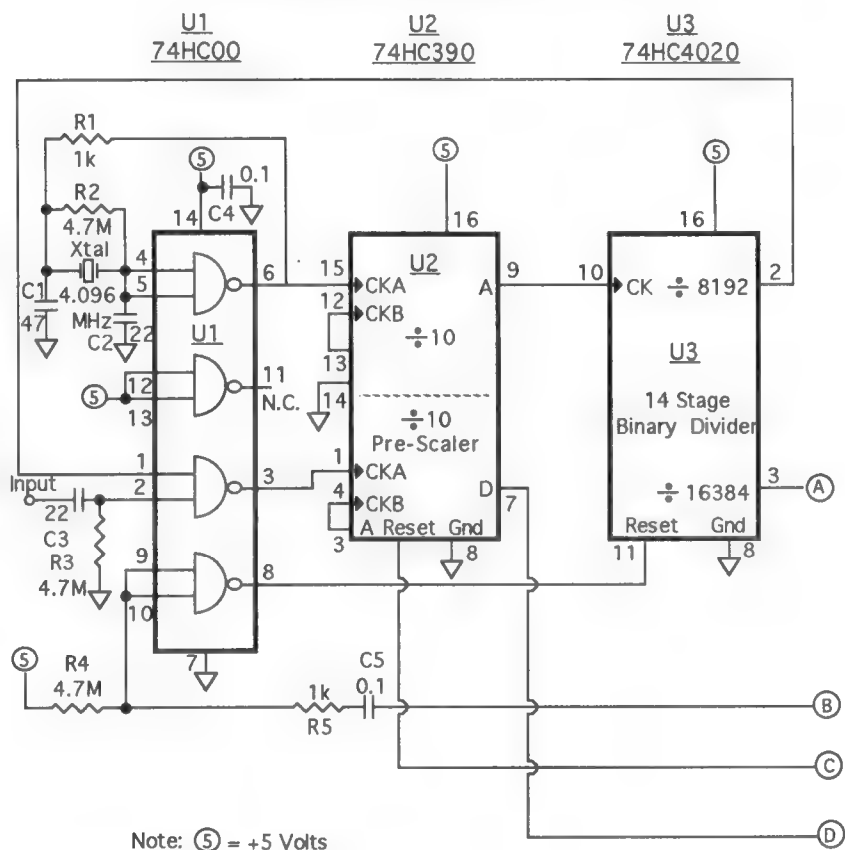 U1
74HC00
U2
74HC390
U3
74HC4020
R1
1k
R2
4.7M
Xtal
4.096
MHz
C1
47
22
C2
5
0.1
C4
14
4
5
6
U1
5
12
13
11
N.C.
1
2
3
Input
22
C3
R3
4.7M
9
10
8
7
5
R4
4.7M
1k
R5
C5
0.1
5
16
U2
15
CKA
A
9
12
CKB
÷10
13
14
÷10
Pre-Scaler
1
CKA
4
CKB
D
7
3
A Reset Gnd
8
5
16
10
CK ÷ 8192
2
U3
14 Stage
Binary Divider
÷ 16384
3
A
Reset Gnd
11
8
B
C
D
Note: 5 = +5 Volts